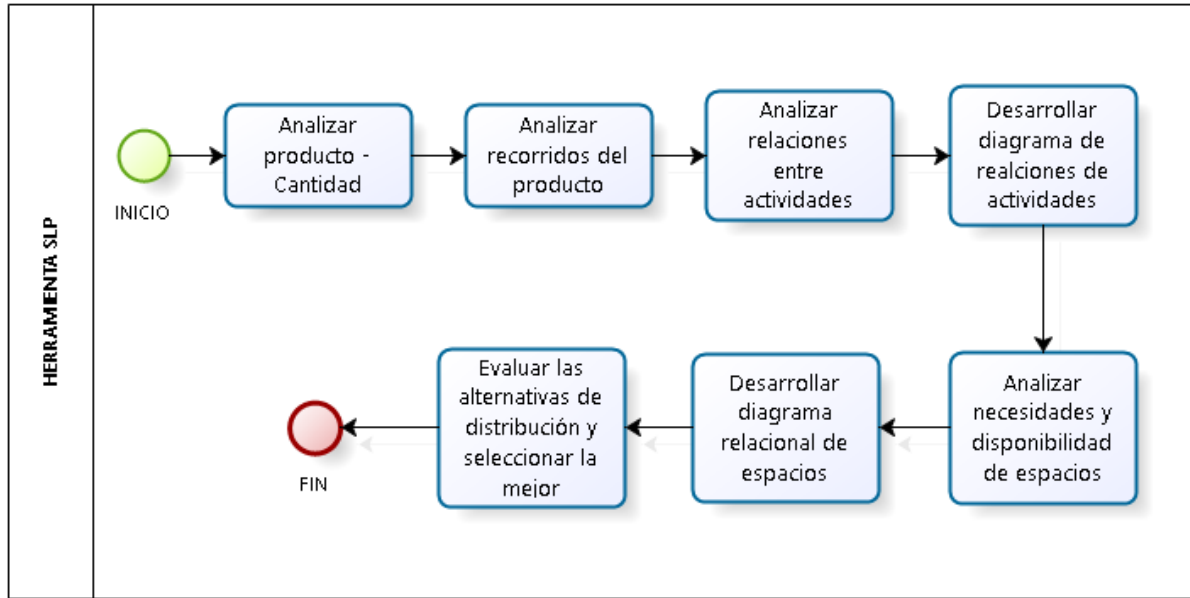 HERRAMIENTA SLP
INICIO
Analizar
producto -
Cantidad
Analizar
recorridos del
producto
Analizar
relaciones
entre
actividades
Desarrollar
diagrama de
realciones de
actividades
Analizar
necesidades y
disponibilidad
de espacios
Desarrollar
diagrama
relacional de
espacios
Evaluar las
alternativas de
distribución y
seleccionar la
mejor
FIN